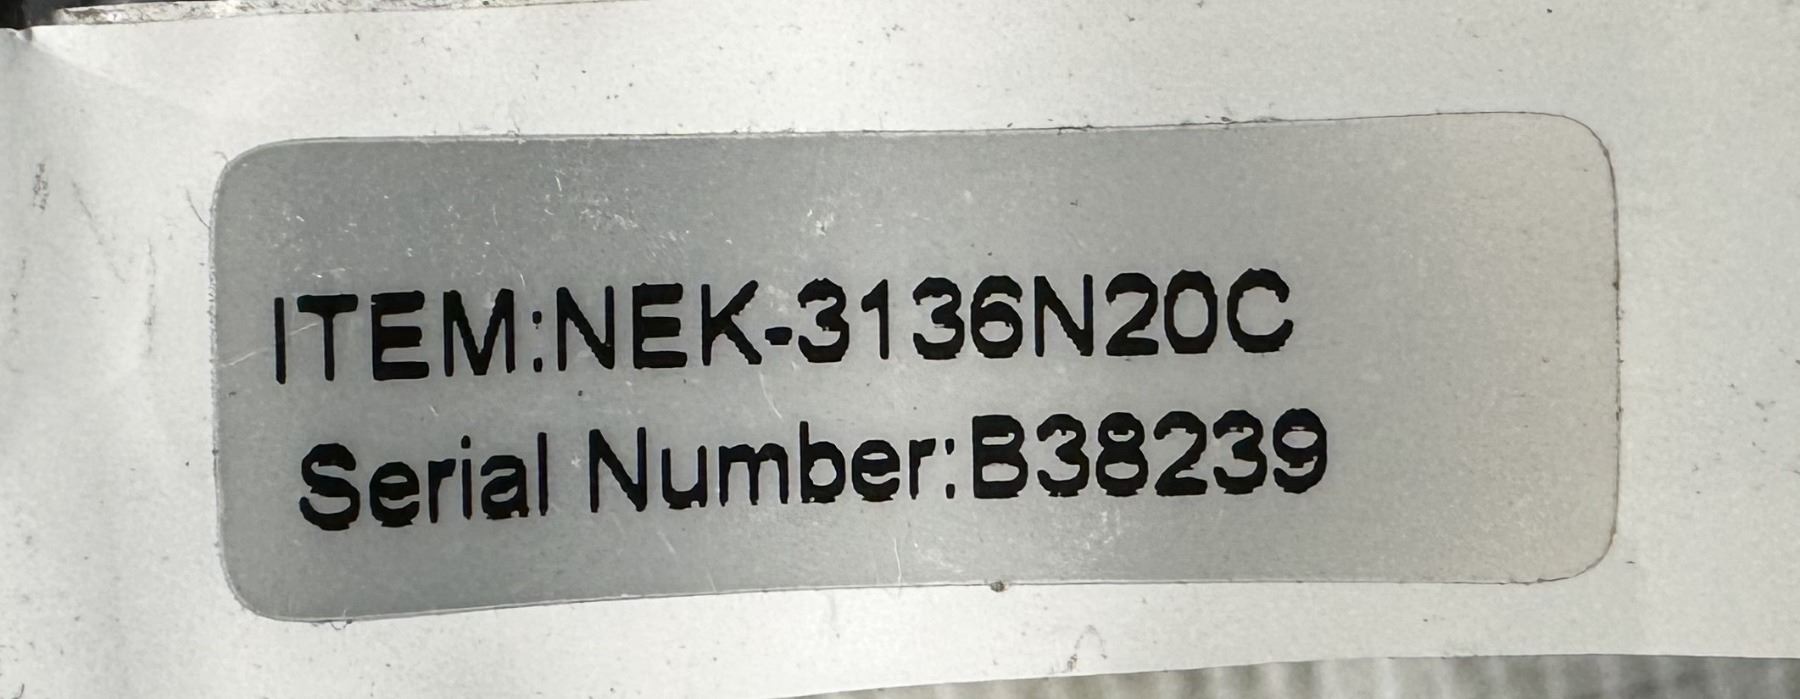 ITEM:NEK-3136N20C
Serial Number:B38239